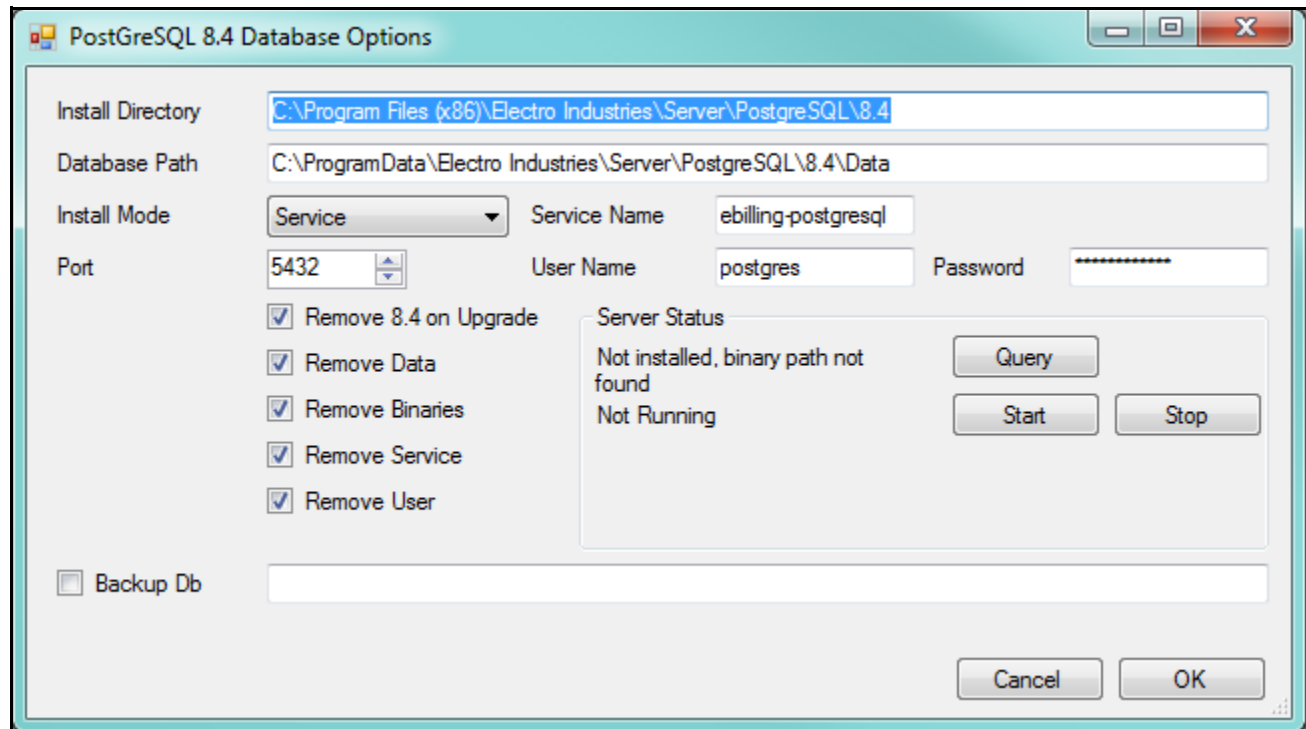 PostGreSQL 8.4 Database Options
Install Directory C:\Program Files (x86)\Electro Industries\Server\PostgreSQL\8.4
Database Path C:\ProgramData\Electro Industries\Server\PostgreSQL\8.4\Data
Install Mode Service Service Name ebilling-postgresql
Port 5432 User Name postgres Password *************
Remove 8.4 on Upgrade Server Status
Not installed, binary path not Query
Remove Data
found
Remove Binaries Not Running Start Stop
Remove Service
Remove User
Backup Db
Cancel OK